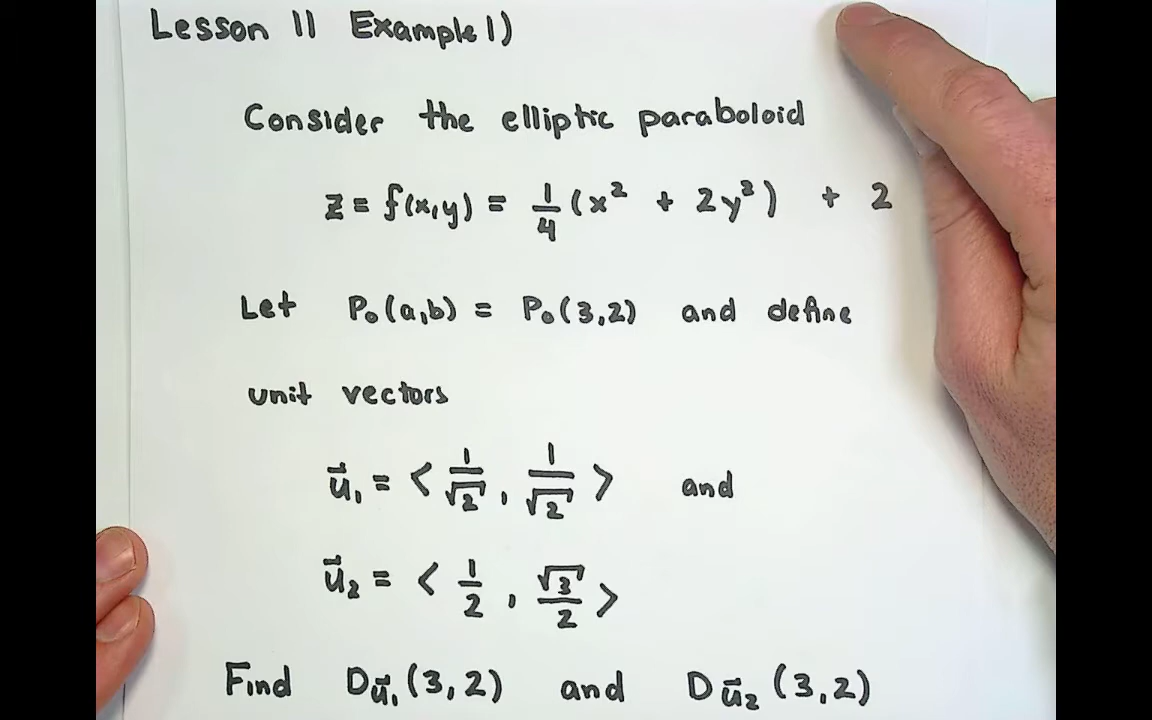 Lesson 11 Example 1)
Consider the elliptic paraboloid
z = f(x,y) = 1/4 (x² + 2y²) + 2
Let P₀(a,b) = P₀(3,2) and define
unit vectors
u⃗₁ = < 1/√2 , 1/√2 > and
u⃗₂ = < 1/2 , √3/2 >
Find D_u⃗₁ (3,2) and D_u⃗₂ (3,2)